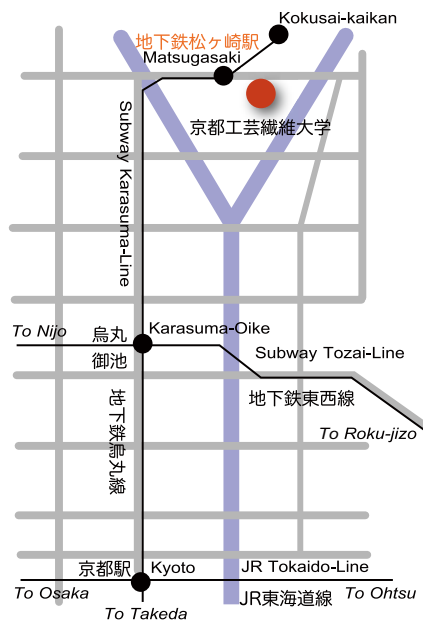 Kokusai-kaikan
地下鉄松ヶ崎駅
Matsugasaki
京都工芸繊維大学
Subway Karasuma-Line
To Nijo
烏丸
御池
Karasuma-Oike
Subway Tozai-Line
地下鉄東西線
To Roku-jizo
地下鉄烏丸線
京都駅
Kyoto
JR Tokaido-Line
To Osaka
JR東海道線
To Ohtsu
To Takeda